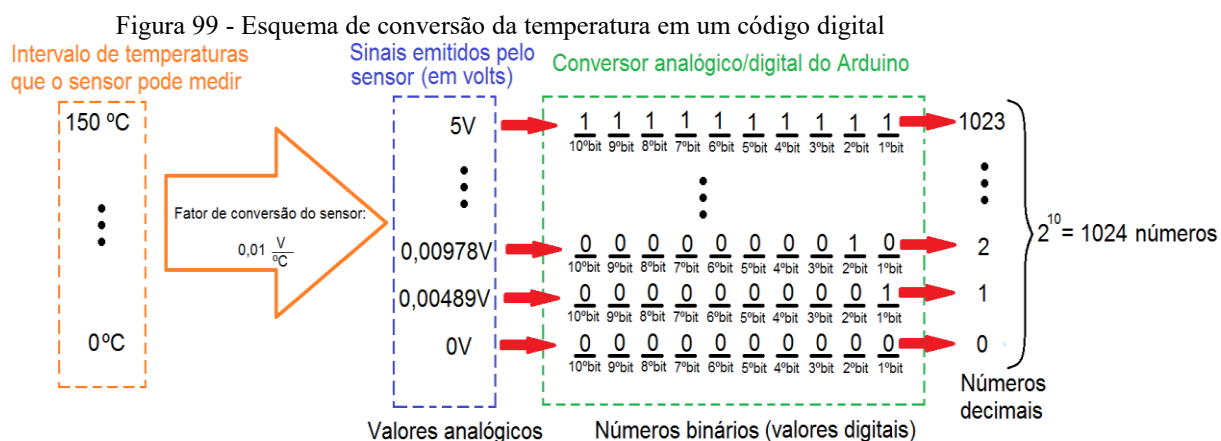 Figura 99 - Esquema de conversão da temperatura em um código digital
Intervalo de temperaturas
que o sensor pode medir
Sinais emitidos pelo
sensor (em volts)
Conversor analógico/digital do Arduino
150 ºC
5V
1 1 1 1 1 1 1 1 1 1
10ºbit 9ºbit 8ºbit 7ºbit 6ºbit 5ºbit 4ºbit 3ºbit 2ºbit 1ºbit
1023
Fator de conversão do sensor:
0,01 V/ºC
2^10 = 1024 números
0,00978V
0 0 0 0 0 0 0 0 1 0
10ºbit 9ºbit 8ºbit 7ºbit 6ºbit 5ºbit 4ºbit 3ºbit 2ºbit 1ºbit
2
0,00489V
0 0 0 0 0 0 0 0 0 1
10ºbit 9ºbit 8ºbit 7ºbit 6ºbit 5ºbit 4ºbit 3ºbit 2ºbit 1ºbit
1
0ºC
0V
0 0 0 0 0 0 0 0 0 0
10ºbit 9ºbit 8ºbit 7ºbit 6ºbit 5ºbit 4ºbit 3ºbit 2ºbit 1ºbit
0
Números
decimais
Valores analógicos
Números binários (valores digitais)